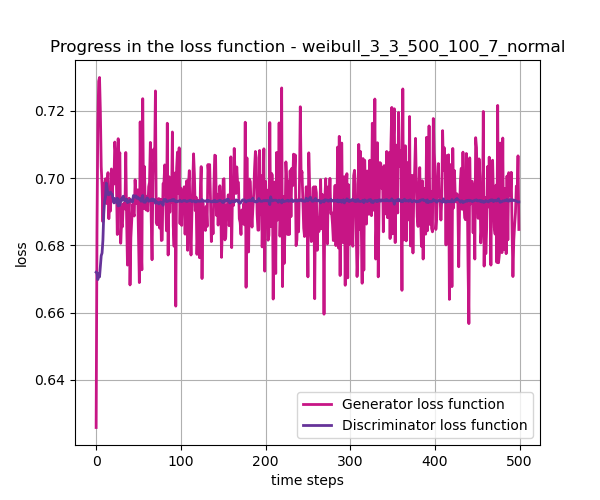 Progress in the loss function - weibull_3_3_500_100_7_normal
loss
0.72
0.70
0.68
0.66
0.64
0
100
200
300
400
500
time steps
Generator loss function
Discriminator loss function